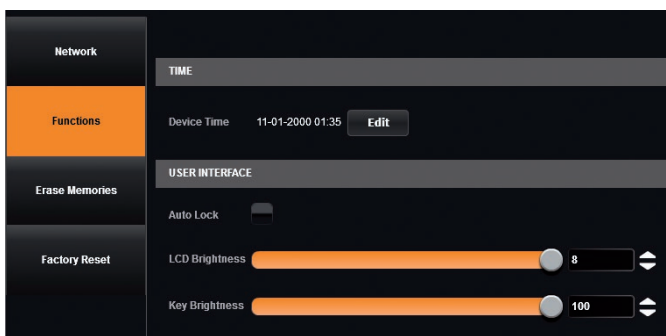 Network
TIME
Functions
Device Time 11-01-2000 01:35 Edit
USER INTERFACE
Erase Memories
Auto Lock
Factory Reset
LCD Brightness 8
Key Brightness 100